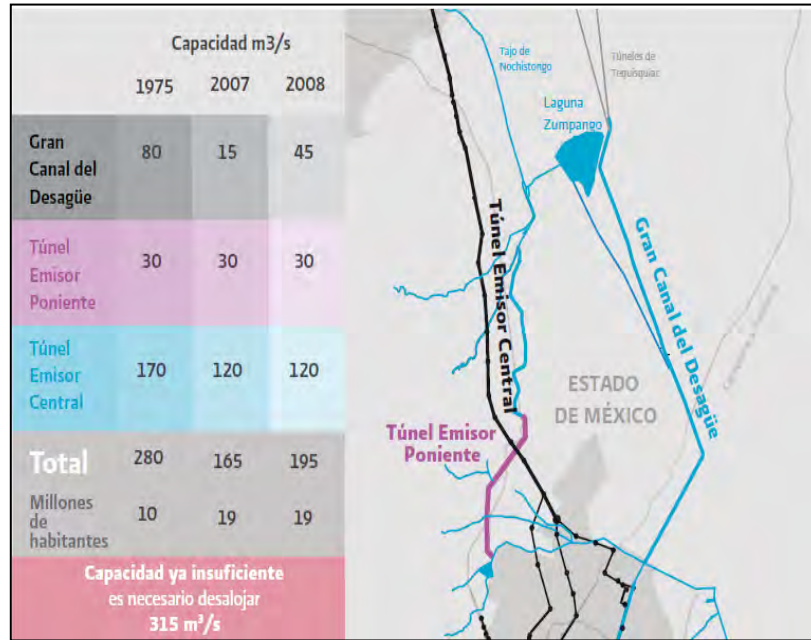 Capacidad m3/s
1975 2007 2008
Gran
Canal del
Desagüe
80 15 45
Túnel
Emisor
Poniente
30 30 30
Túnel
Emisor
Central
170 120 120
Total
280 165 195
Millones
de
habitantes
10 19 19
Capacidad ya insuficiente
es necesario desalojar
315 m³/s
Tajo de
Nochistongo
Túneles de
Tequisquiac
Laguna
Zumpango
Túnel Emisor Central
Gran Canal del Desagüe
ESTADO
DE MÉXICO
Túnel Emisor
Poniente